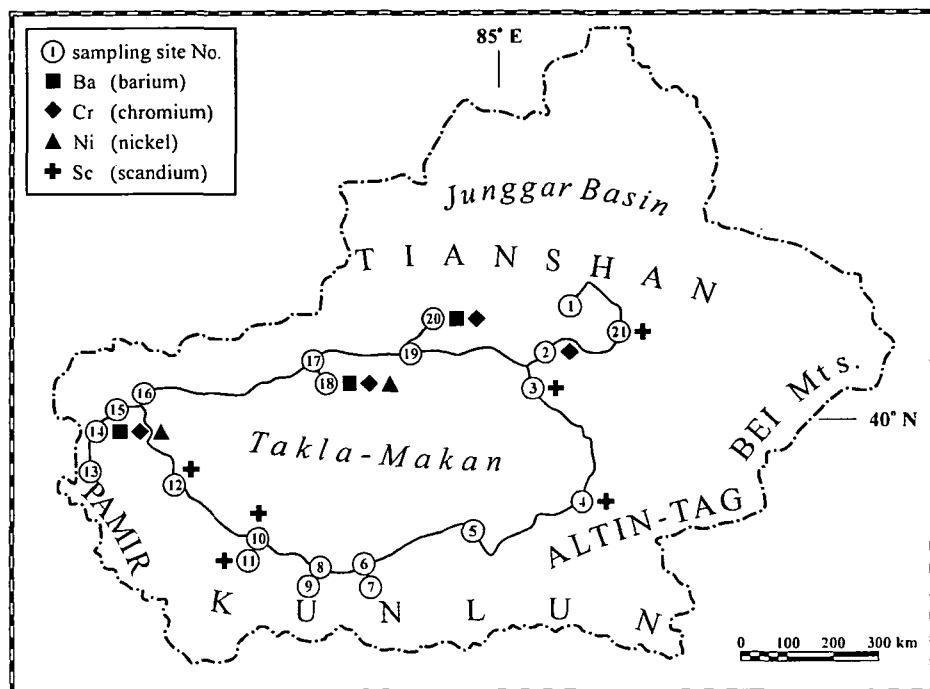 ① sampling site No.
■ Ba (barium)
◆ Cr (chromium)
▲ Ni (nickel)
✚ Sc (scandium)
85° E
Junggar Basin
TIANSHAN
1
20
21
2
17
19
18
3
16
15
14
40° N
BEI Mts.
Takla-Makan
13
12
4
PAMIR
5
ALTIN-TAG
10
11
8
6
9
7
KUNLUN
0 100 200 300 km